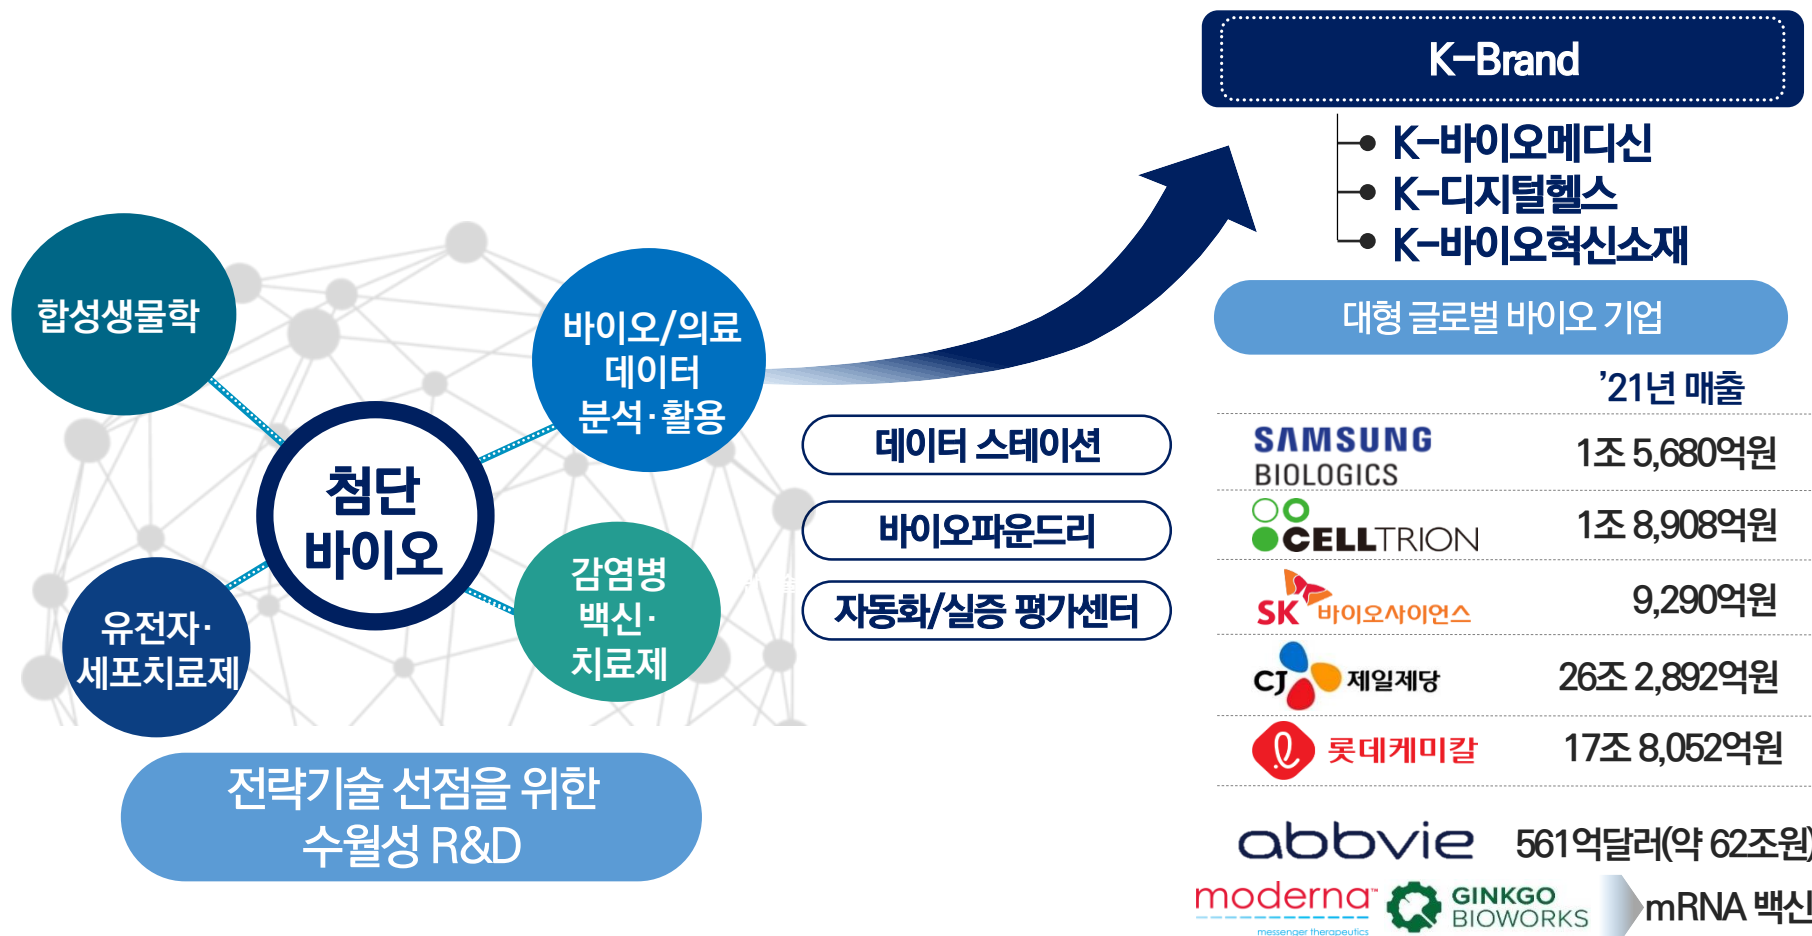 K-Brand
K-바이오메디신
K-디지털헬스
K-바이오혁신소재
합성생물학
바이오/의료
데이터
분석·활용
첨단
바이오
유전자·
세포치료제
감염병
백신·
치료제
전략기술 선점을 위한
수월성 R&D
데이터 스테이션
바이오파운드리
자동화/실증 평가센터
대형 글로벌 바이오 기업
’21년 매출
SAMSUNG
BIOLOGICS
1조 5,680억원
CELLTRION
1조 8,908억원
SK 바이오사이언스
9,290억원
CJ 제일제당
26조 2,892억원
롯데케미칼
17조 8,052억원
abbvie
561억달러(약 62조원)
moderna™
messenger therapeutics
GINKGO
BIOWORKS
mRNA 백신